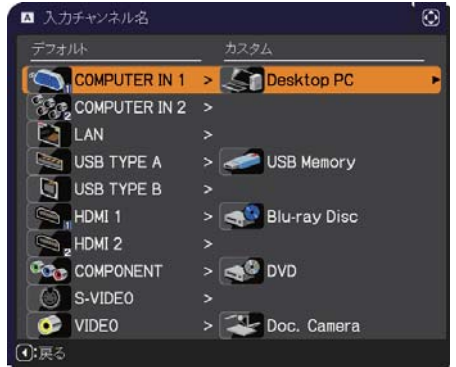 A 入力チャンネル名
デフォルト カスタム
COMPUTER IN 1 > Desktop PC
COMPUTER IN 2 >
LAN >
USB TYPE A > USB Memory
USB TYPE B >
HDMI 1 > Blu-ray Disc
HDMI 2 >
COMPONENT > DVD
S-VIDEO >
VIDEO > Doc. Camera
:戻る